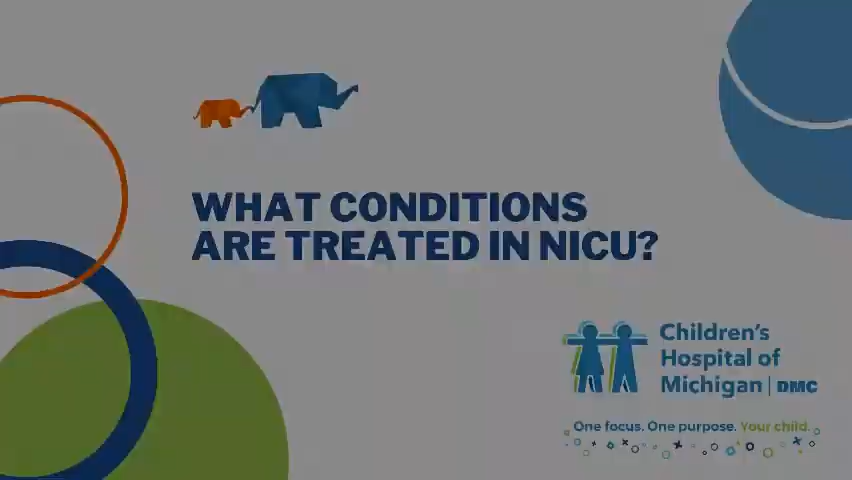 WHAT CONDITIONS
ARE TREATED IN NICU?
Children's
Hospital of
Michigan | DMC
One focus. One purpose. Your child.